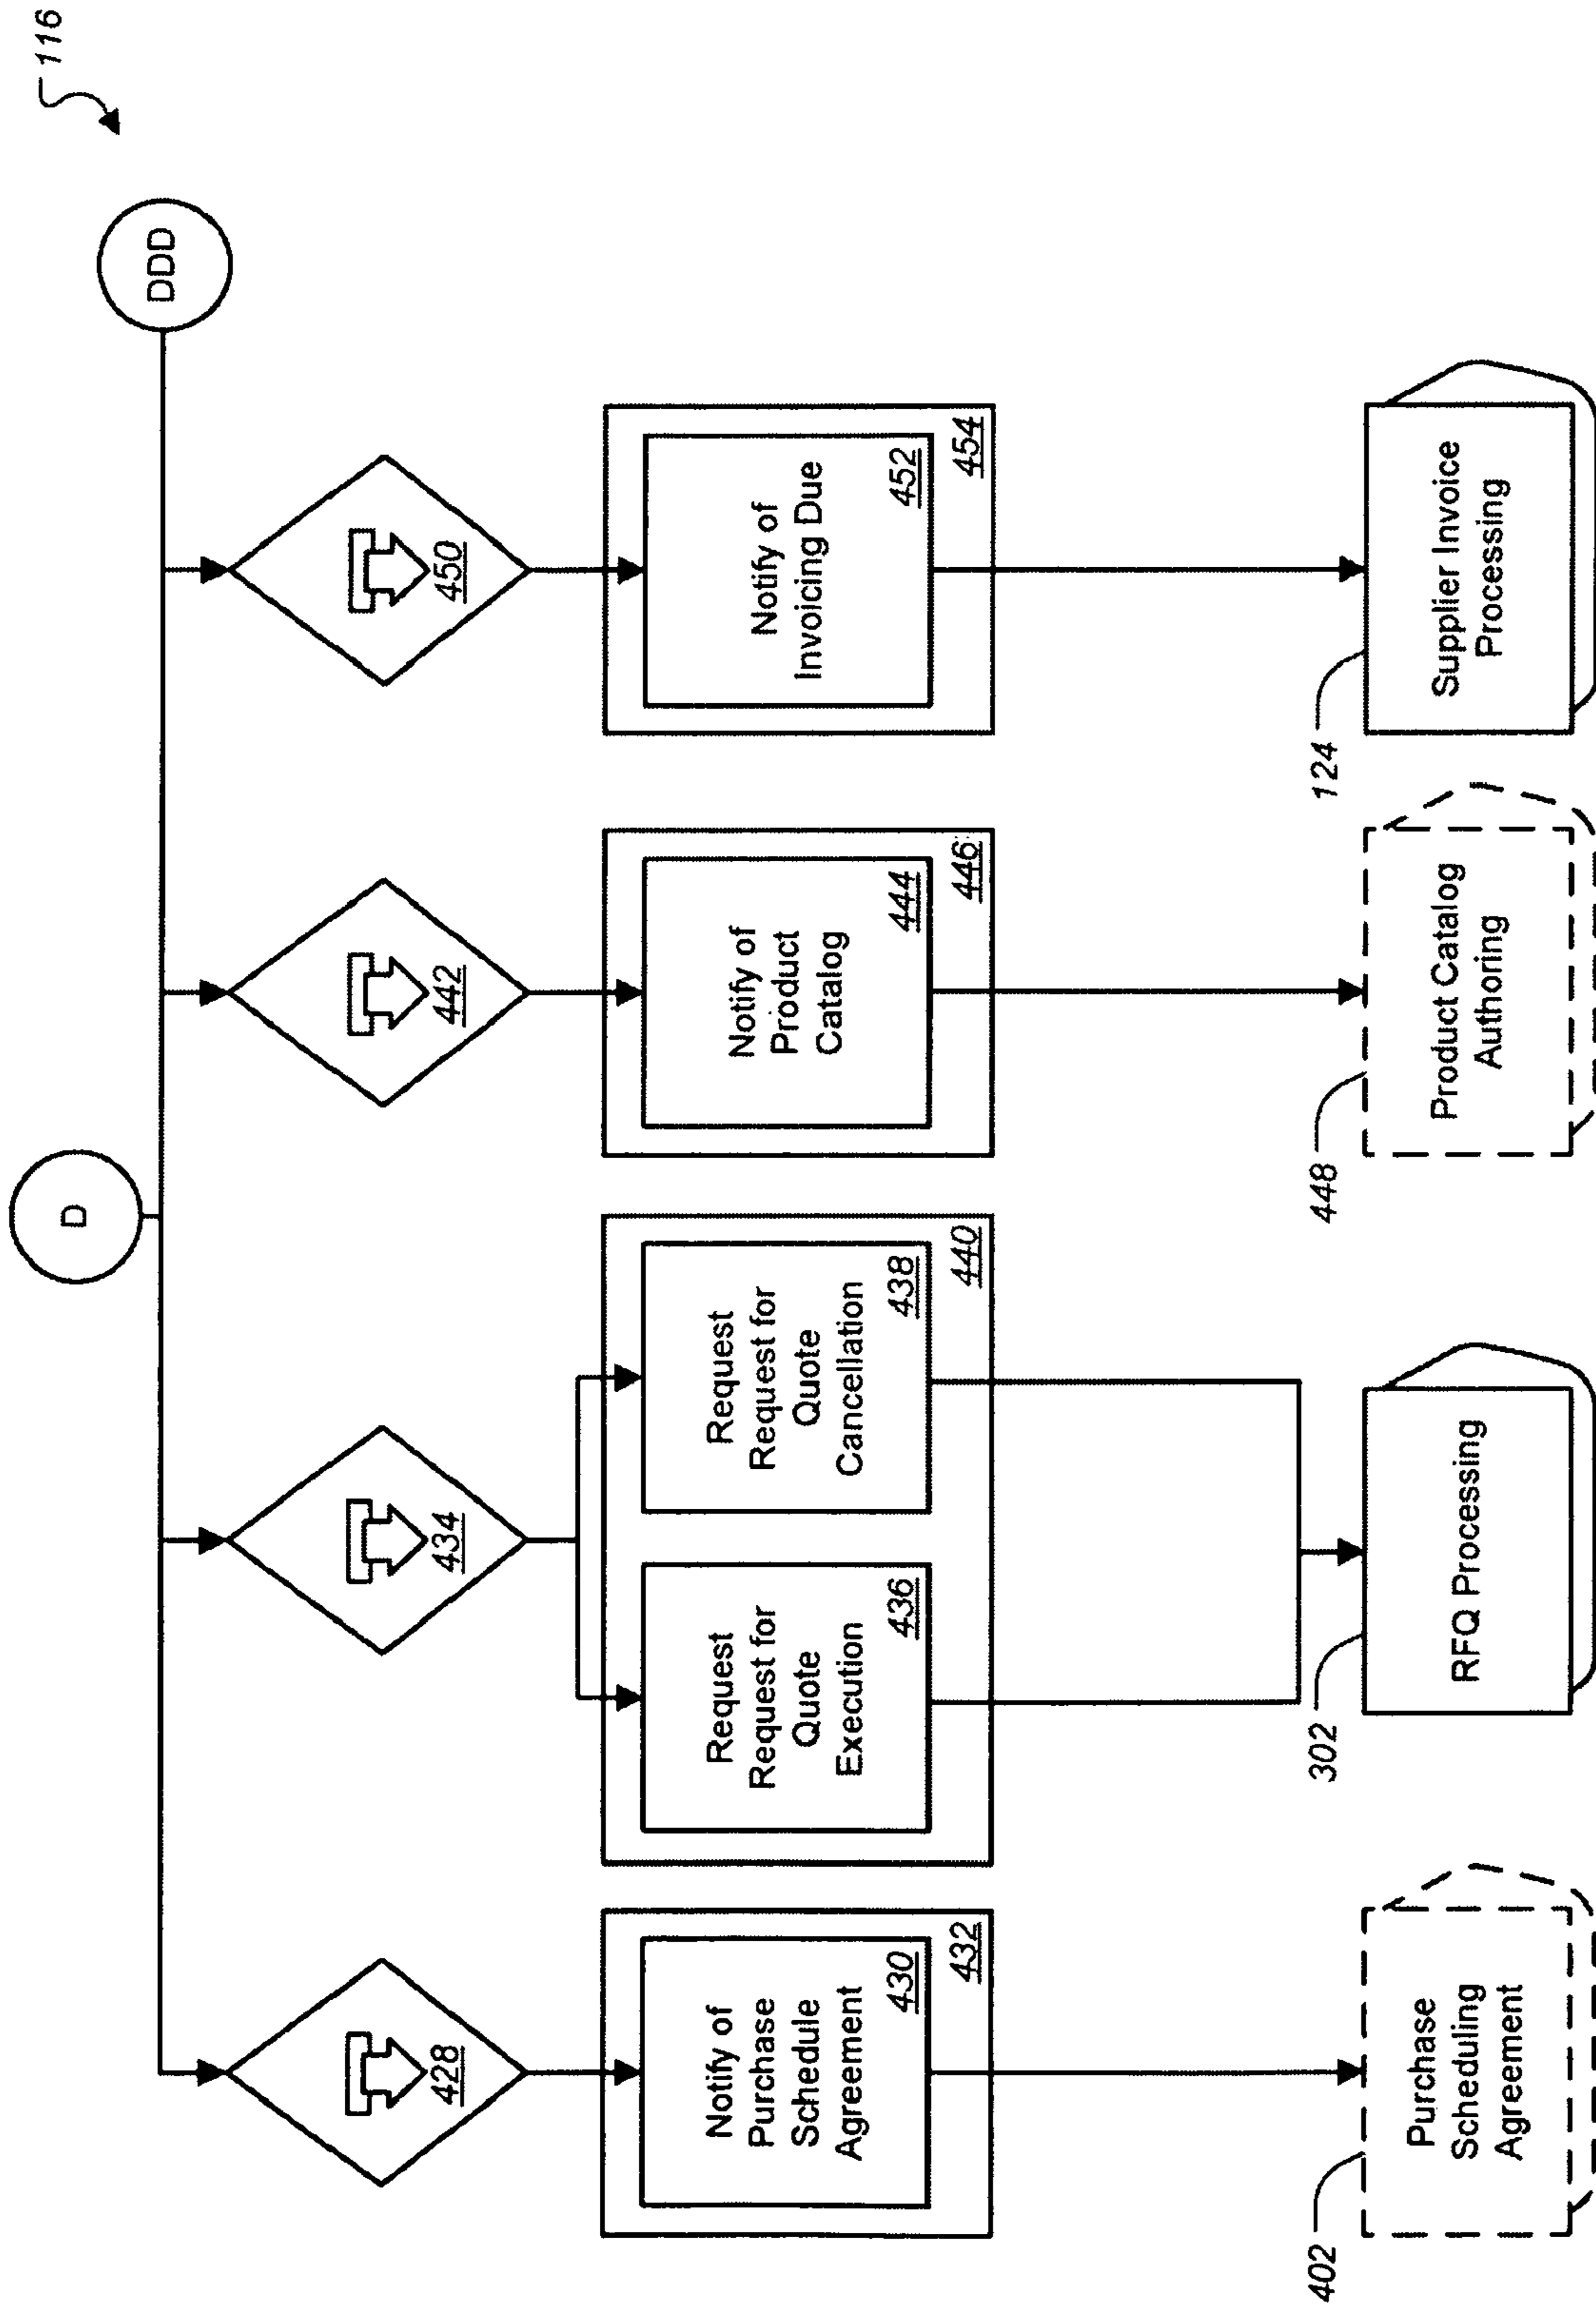 116
D
DDD
428
434
442
450
Notify of
Purchase
Schedule
Agreement
430
432
Request
Request for
Quote
Execution
436
Request
Request for
Quote
Cancellation
438
440
Notify of
Product
Catalog
444
446
Notify of
Invoicing Due
452
454
402
Purchase
Scheduling
Agreement
302
RFQ Processing
448
Product Catalog
Authoring
124
Supplier Invoice
Processing